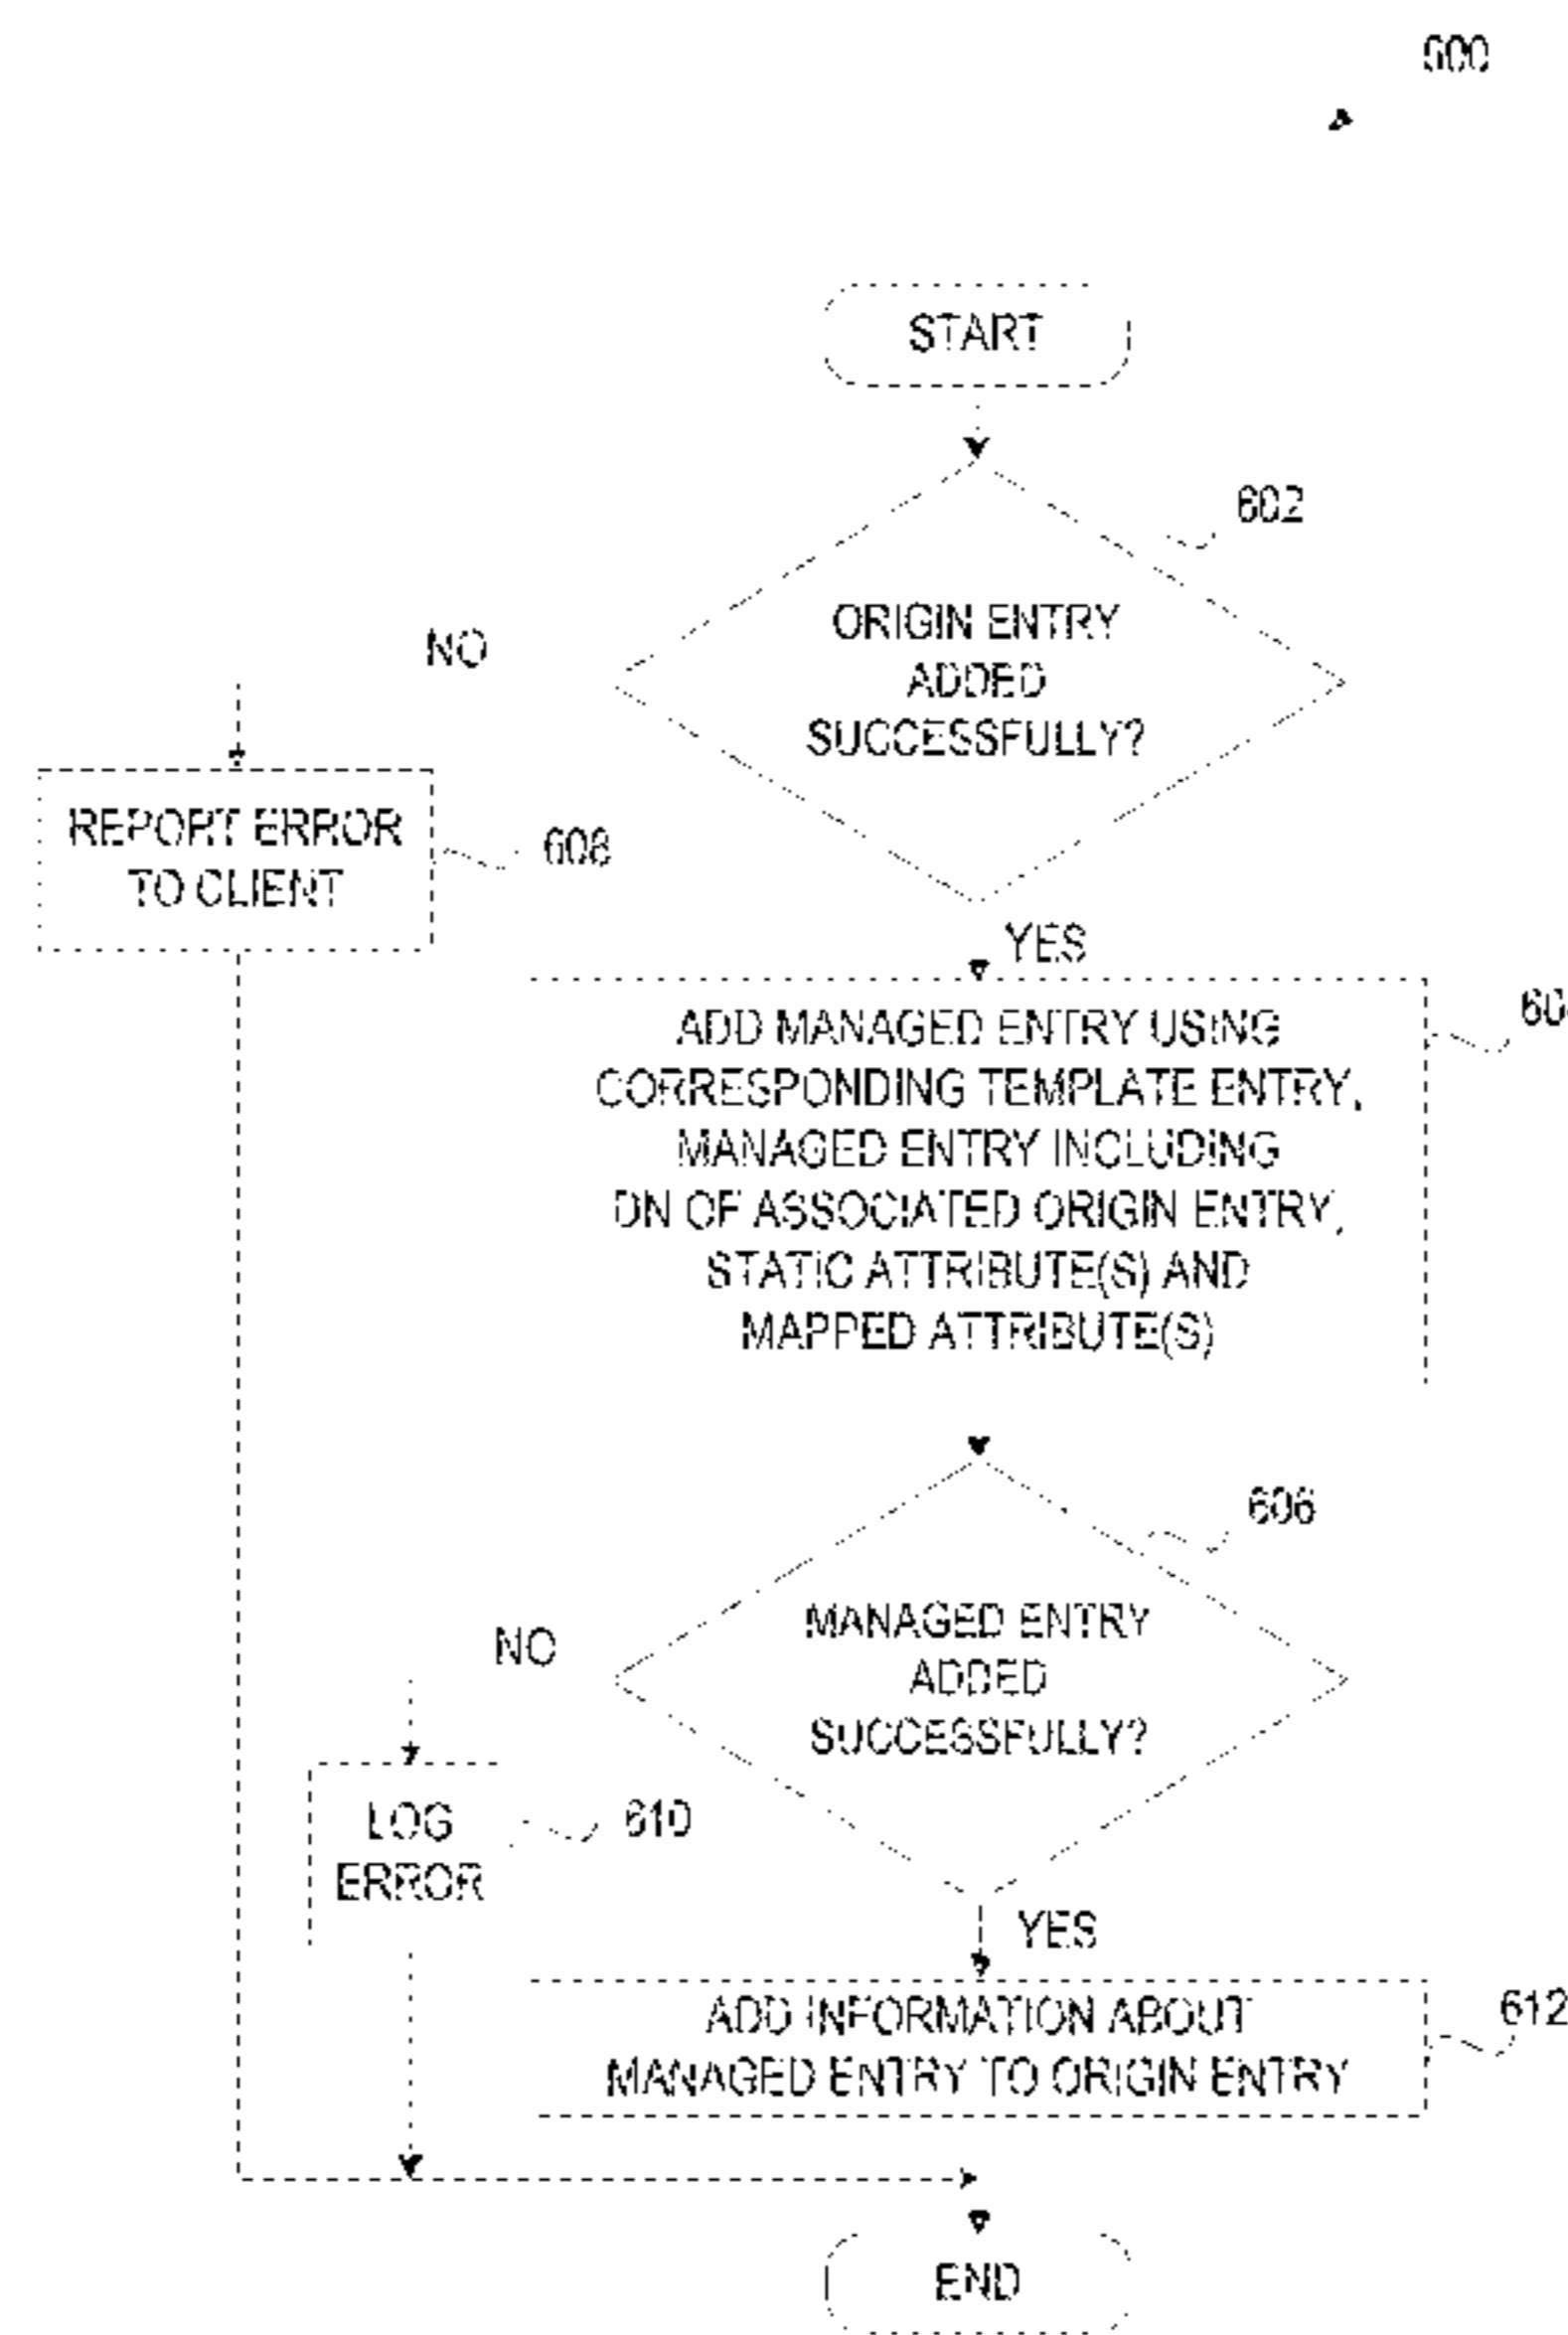 600
START
602
ORIGIN ENTRY
ADDED
SUCCESSFULLY?
NO
REPORT ERROR
TO CLIENT
608
YES
ADD MANAGED ENTRY USING
CORRESPONDING TEMPLATE ENTRY,
MANAGED ENTRY INCLUDING
DN OF ASSOCIATED ORIGIN ENTRY,
STATIC ATTRIBUTE(S) AND
MAPPED ATTRIBUTE(S)
606
MANAGED ENTRY
ADDED
SUCCESSFULLY?
NO
LOG
ERROR
610
YES
ADD INFORMATION ABOUT
MANAGED ENTRY TO ORIGIN ENTRY
612
END